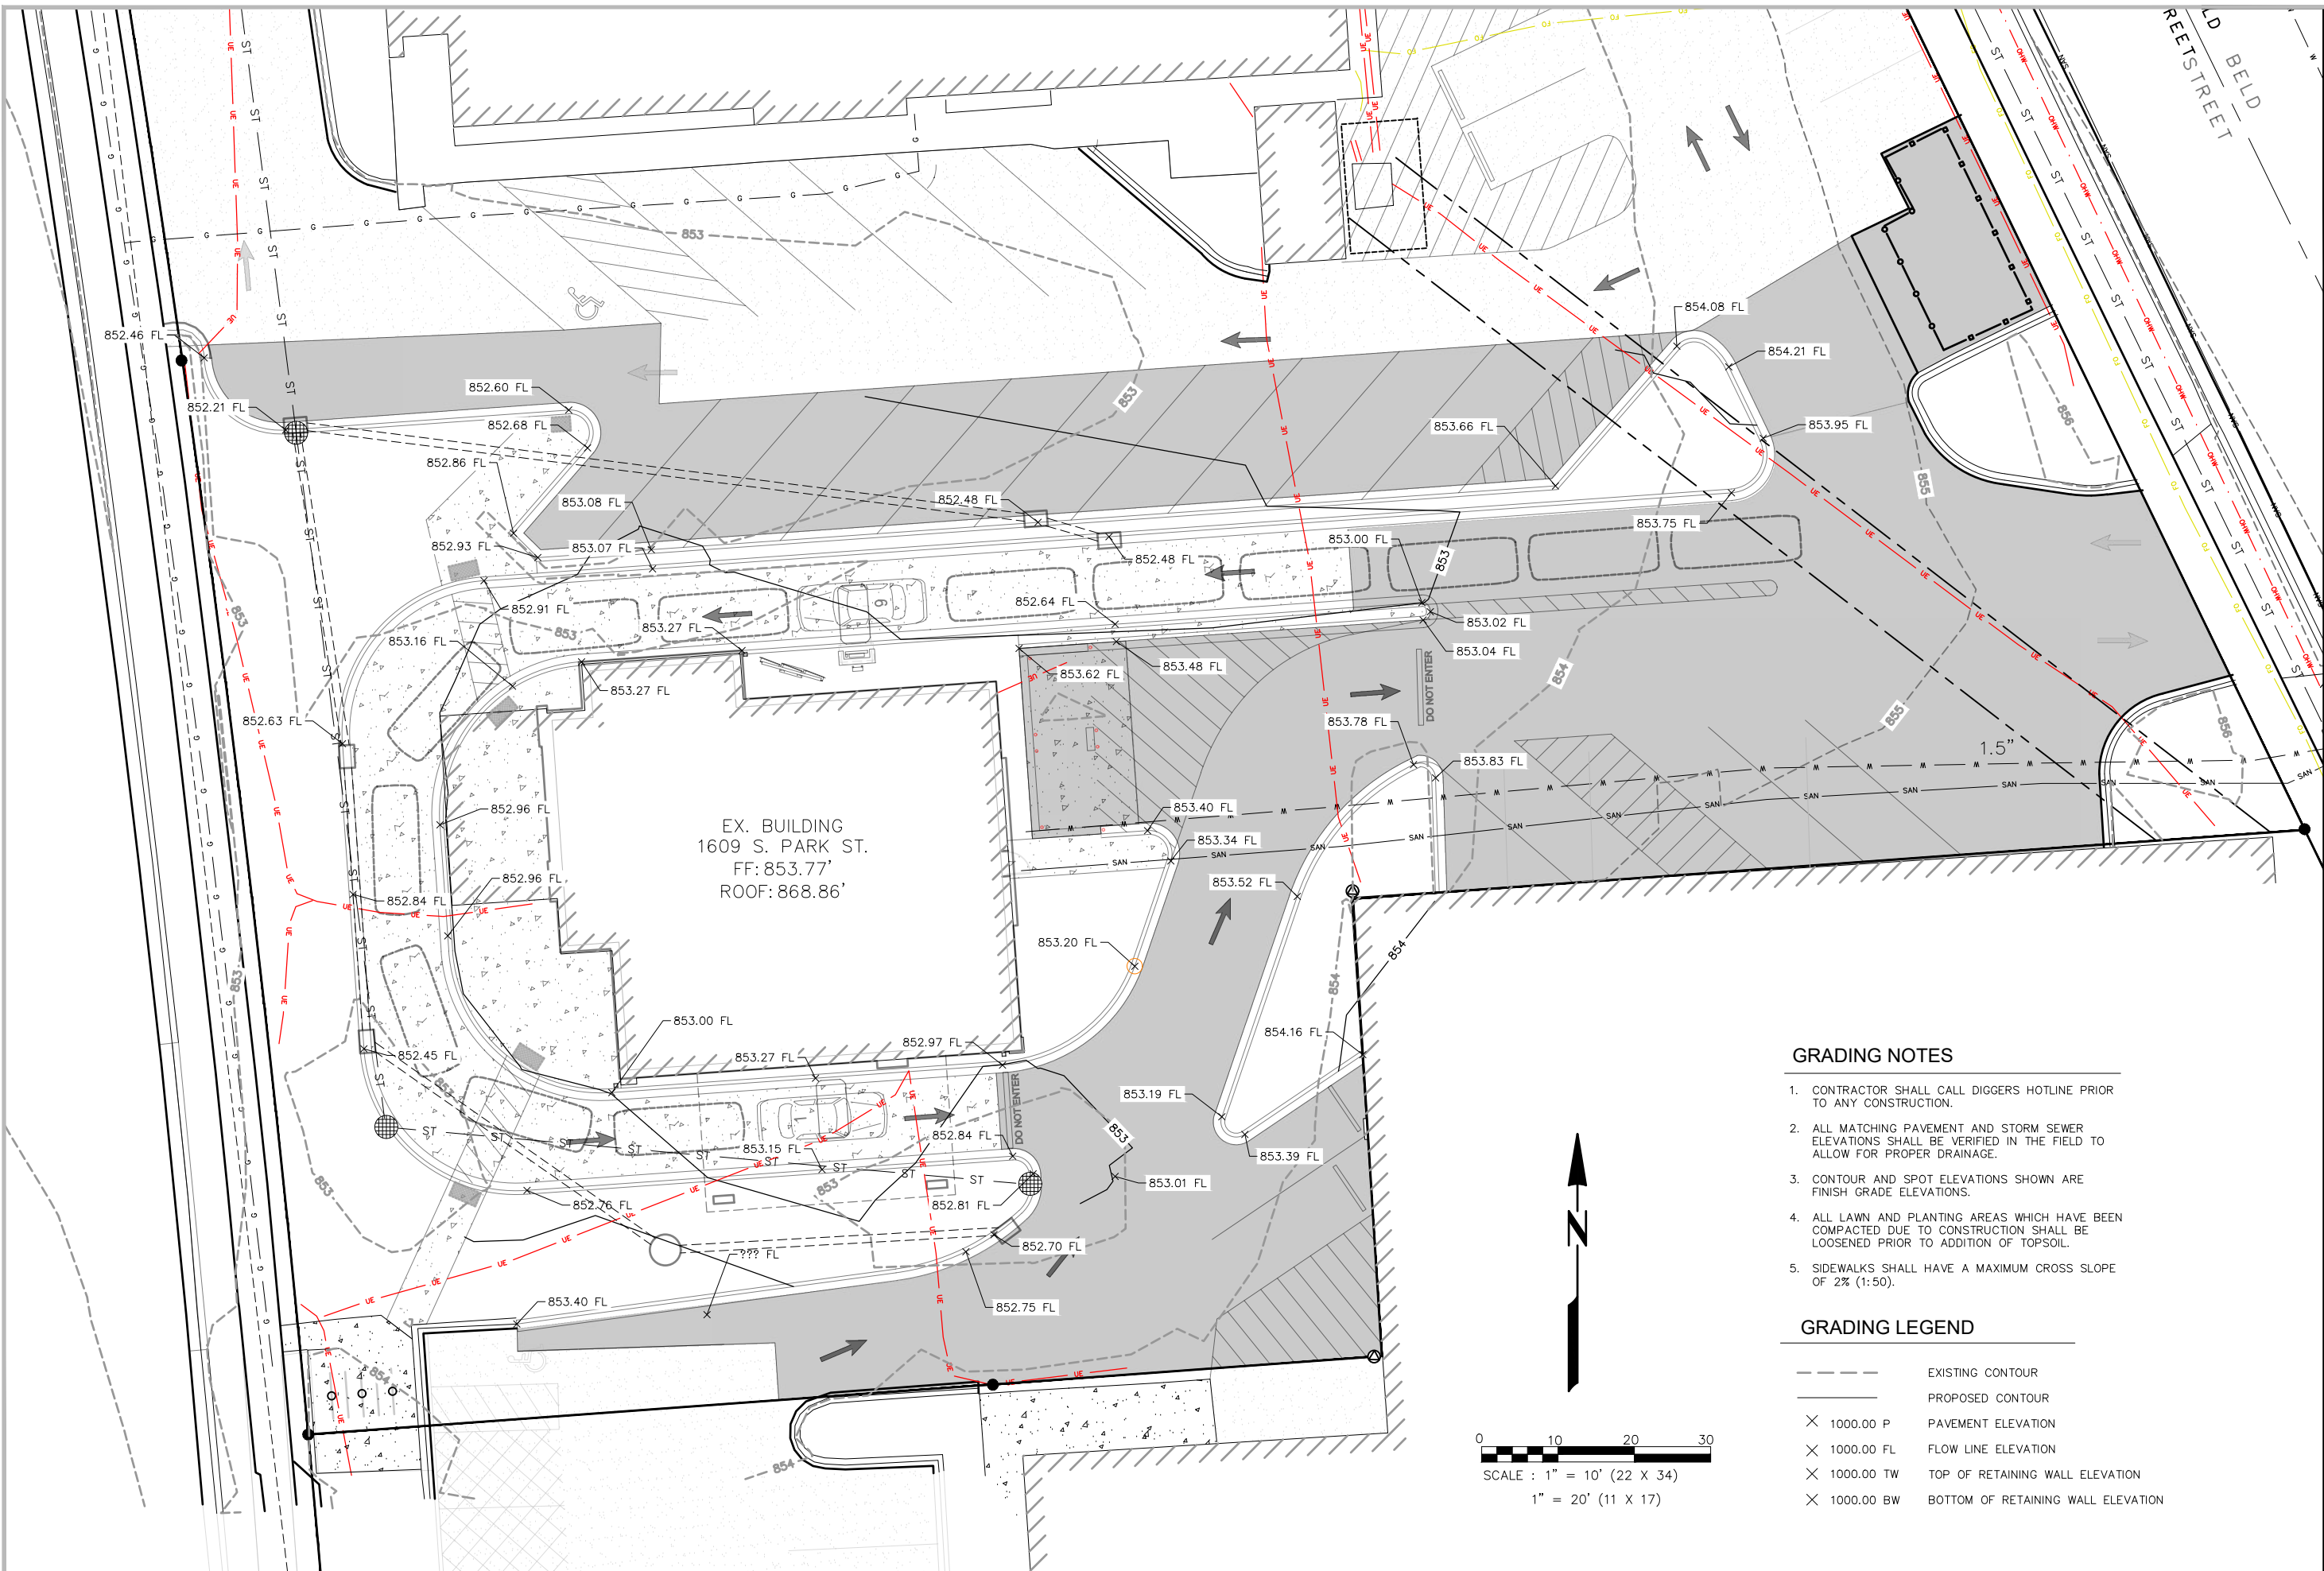 BELD
STREET
BELD
STREET
853
852.46 FL
854.08 FL
854.21 FL
852.60 FL
852.21 FL
852.68 FL
853
853.66 FL
853.95 FL
856
852.86 FL
855
853.08 FL
852.48 FL
853.75 FL
852.93 FL
853.07 FL
852.48 FL
853.00 FL
853
853
852.91 FL
852.64 FL
853
853.27 FL
853.02 FL
853.16 FL
853.48 FL
853.04 FL
853.62 FL
854
DO NOT ENTER
853.27 FL
852.63 FL
853.78 FL
855
856
1.5"
853.83 FL
852.96 FL
853.40 FL
EX. BUILDING
1609 S. PARK ST.
FF: 853.77'
ROOF: 868.86'
853.34 FL
852.96 FL
853.52 FL
852.84 FL
853.20 FL
854
853
854
853.00 FL
854.16 FL
852.97 FL
852.45 FL
853.27 FL
853
DO NOT ENTER
853.19 FL
853
852.84 FL
853.15 FL
853.39 FL
853
853
853.01 FL
852.76 FL
852.81 FL
852.70 FL
??? FL
853.40 FL
852.75 FL
854
854
N
0 10 20 30
SCALE : 1" = 10' (22 X 34)
1" = 20' (11 X 17)
GRADING NOTES
1. CONTRACTOR SHALL CALL DIGGERS HOTLINE PRIOR
TO ANY CONSTRUCTION.
2. ALL MATCHING PAVEMENT AND STORM SEWER
ELEVATIONS SHALL BE VERIFIED IN THE FIELD TO
ALLOW FOR PROPER DRAINAGE.
3. CONTOUR AND SPOT ELEVATIONS SHOWN ARE
FINISH GRADE ELEVATIONS.
4. ALL LAWN AND PLANTING AREAS WHICH HAVE BEEN
COMPACTED DUE TO CONSTRUCTION SHALL BE
LOOSENED PRIOR TO ADDITION OF TOPSOIL.
5. SIDEWALKS SHALL HAVE A MAXIMUM CROSS SLOPE
OF 2% (1:50).
GRADING LEGEND
EXISTING CONTOUR
PROPOSED CONTOUR
1000.00 P PAVEMENT ELEVATION
1000.00 FL FLOW LINE ELEVATION
1000.00 TW TOP OF RETAINING WALL ELEVATION
1000.00 BW BOTTOM OF RETAINING WALL ELEVATION